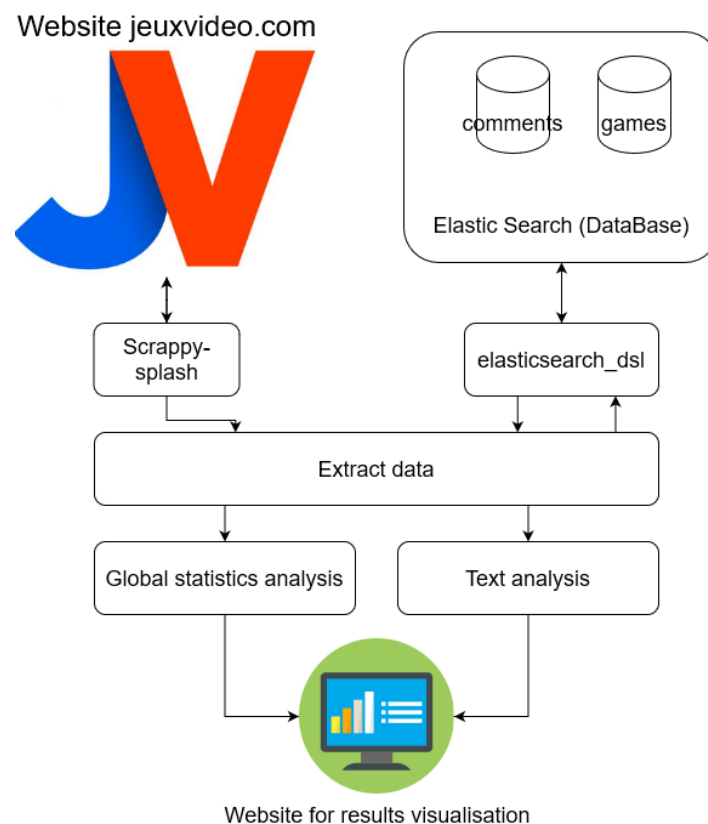 Website jeuxvideo.com
JV
comments
games
Elastic Search (DataBase)
Scrappy-
splash
elasticsearch_dsl
Extract data
Global statistics analysis
Text analysis
Website for results visualisation